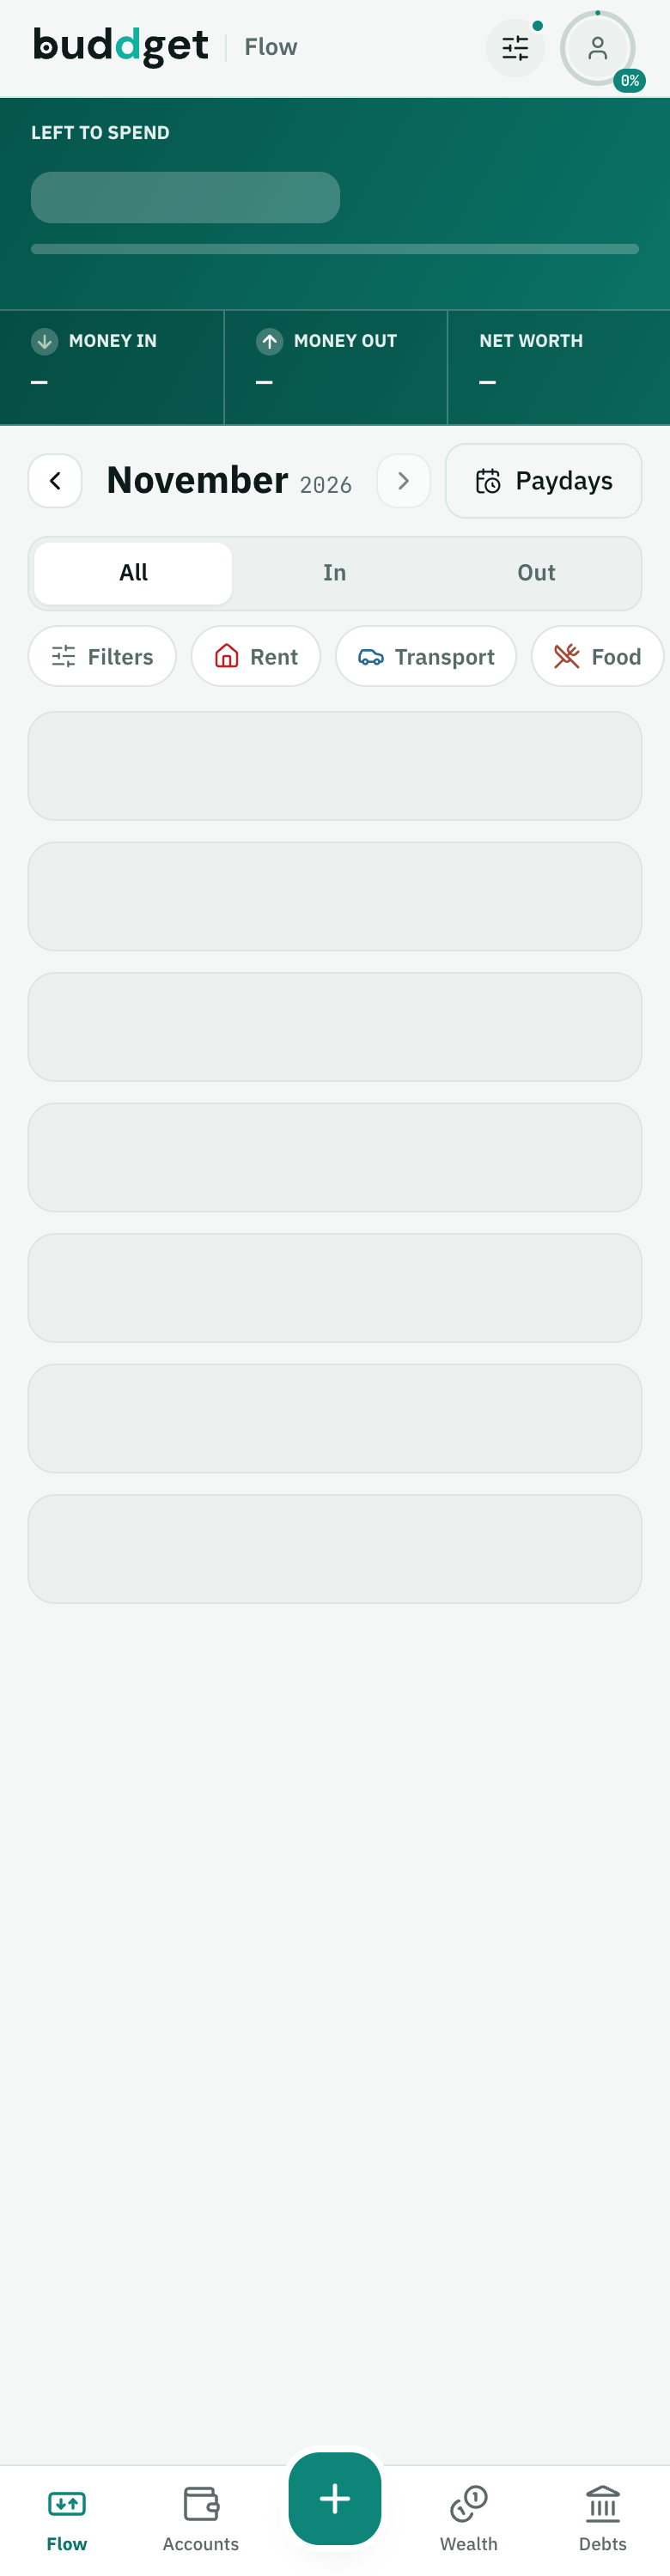 buddget | Flow
0%
LEFT TO SPEND
MONEY IN
MONEY OUT
NET WORTH
– – –
November 2026
Paydays
All In Out
Filters Rent Transport Food
Flow Accounts Wealth Debts